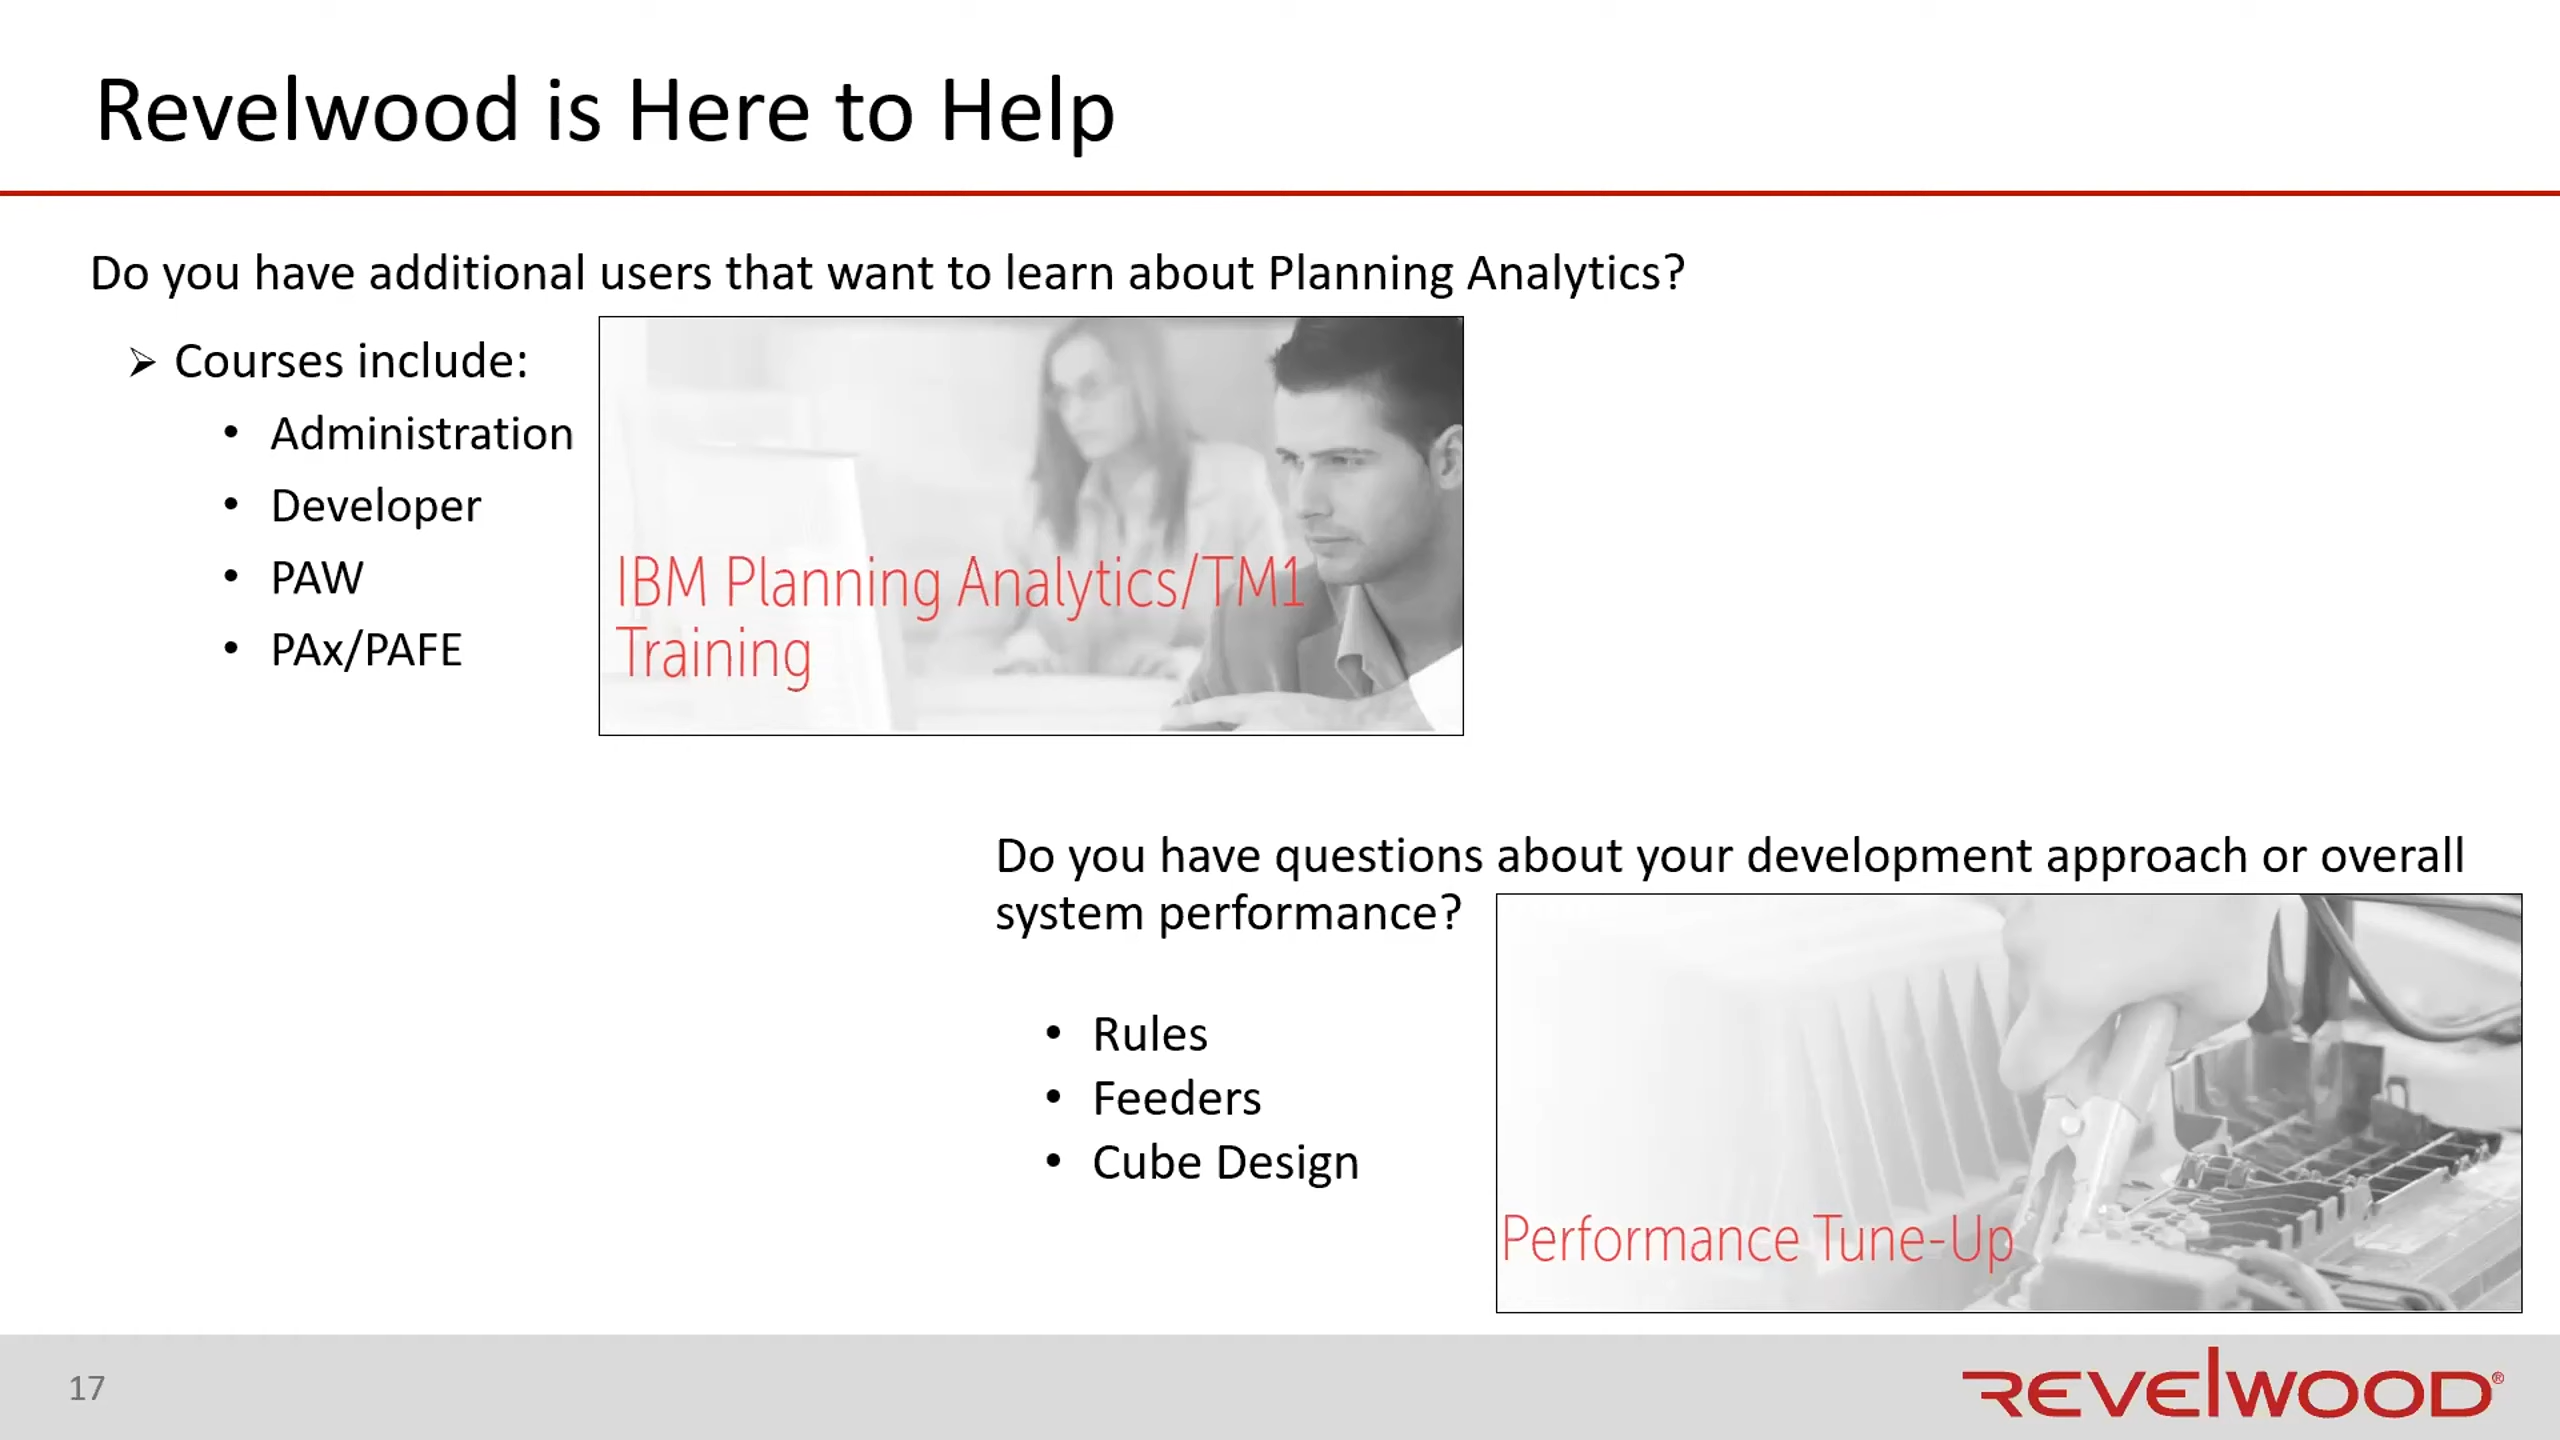 Revelwood is Here to Help
Do you have additional users that want to learn about Planning Analytics?
➢ Courses include:
• Administration
• Developer
• PAW
• PAx/PAFE
IBM Planning Analytics/TM1
Training
Do you have questions about your development approach or overall
system performance?
• Rules
• Feeders
• Cube Design
Performance Tune-Up
17
REVELWOOD®